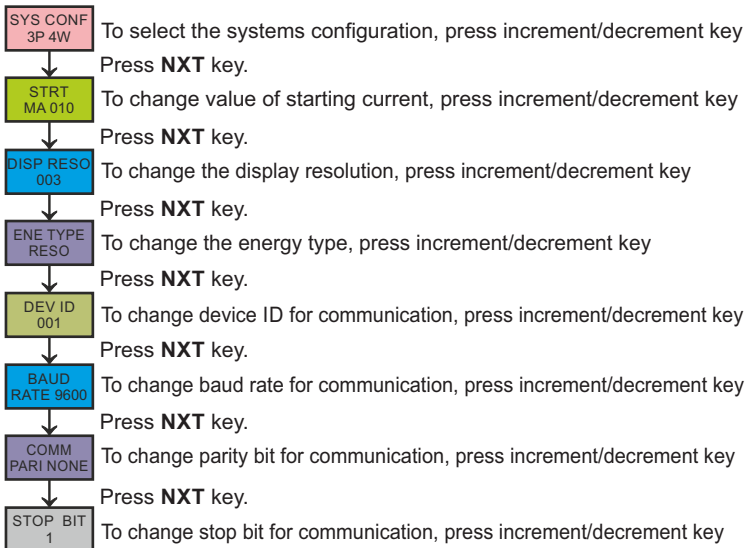 SYS CONF
3P 4W
To select the systems configuration, press increment/decrement key
Press NXT key.
STRT
MA 010
To change value of starting current, press increment/decrement key
Press NXT key.
DISP RESO
003
To change the display resolution, press increment/decrement key
Press NXT key.
ENE TYPE
RESO
To change the energy type, press increment/decrement key
Press NXT key.
DEV ID
001
To change device ID for communication, press increment/decrement key
Press NXT key.
BAUD
RATE 9600
To change baud rate for communication, press increment/decrement key
Press NXT key.
COMM
PARI NONE
To change parity bit for communication, press increment/decrement key
Press NXT key.
STOP BIT
1
To change stop bit for communication, press increment/decrement key